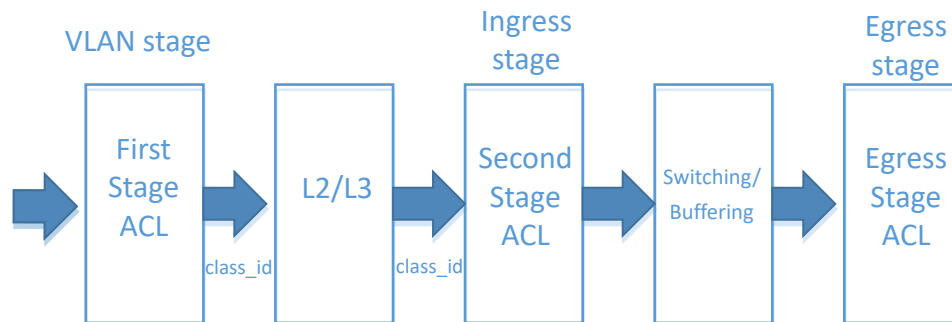 VLAN stage
Ingress
stage
Egress
stage
First
Stage
ACL
class_id
L2/L3
class_id
Second
Stage
ACL
Switching/
Buffering
Egress
Stage
ACL